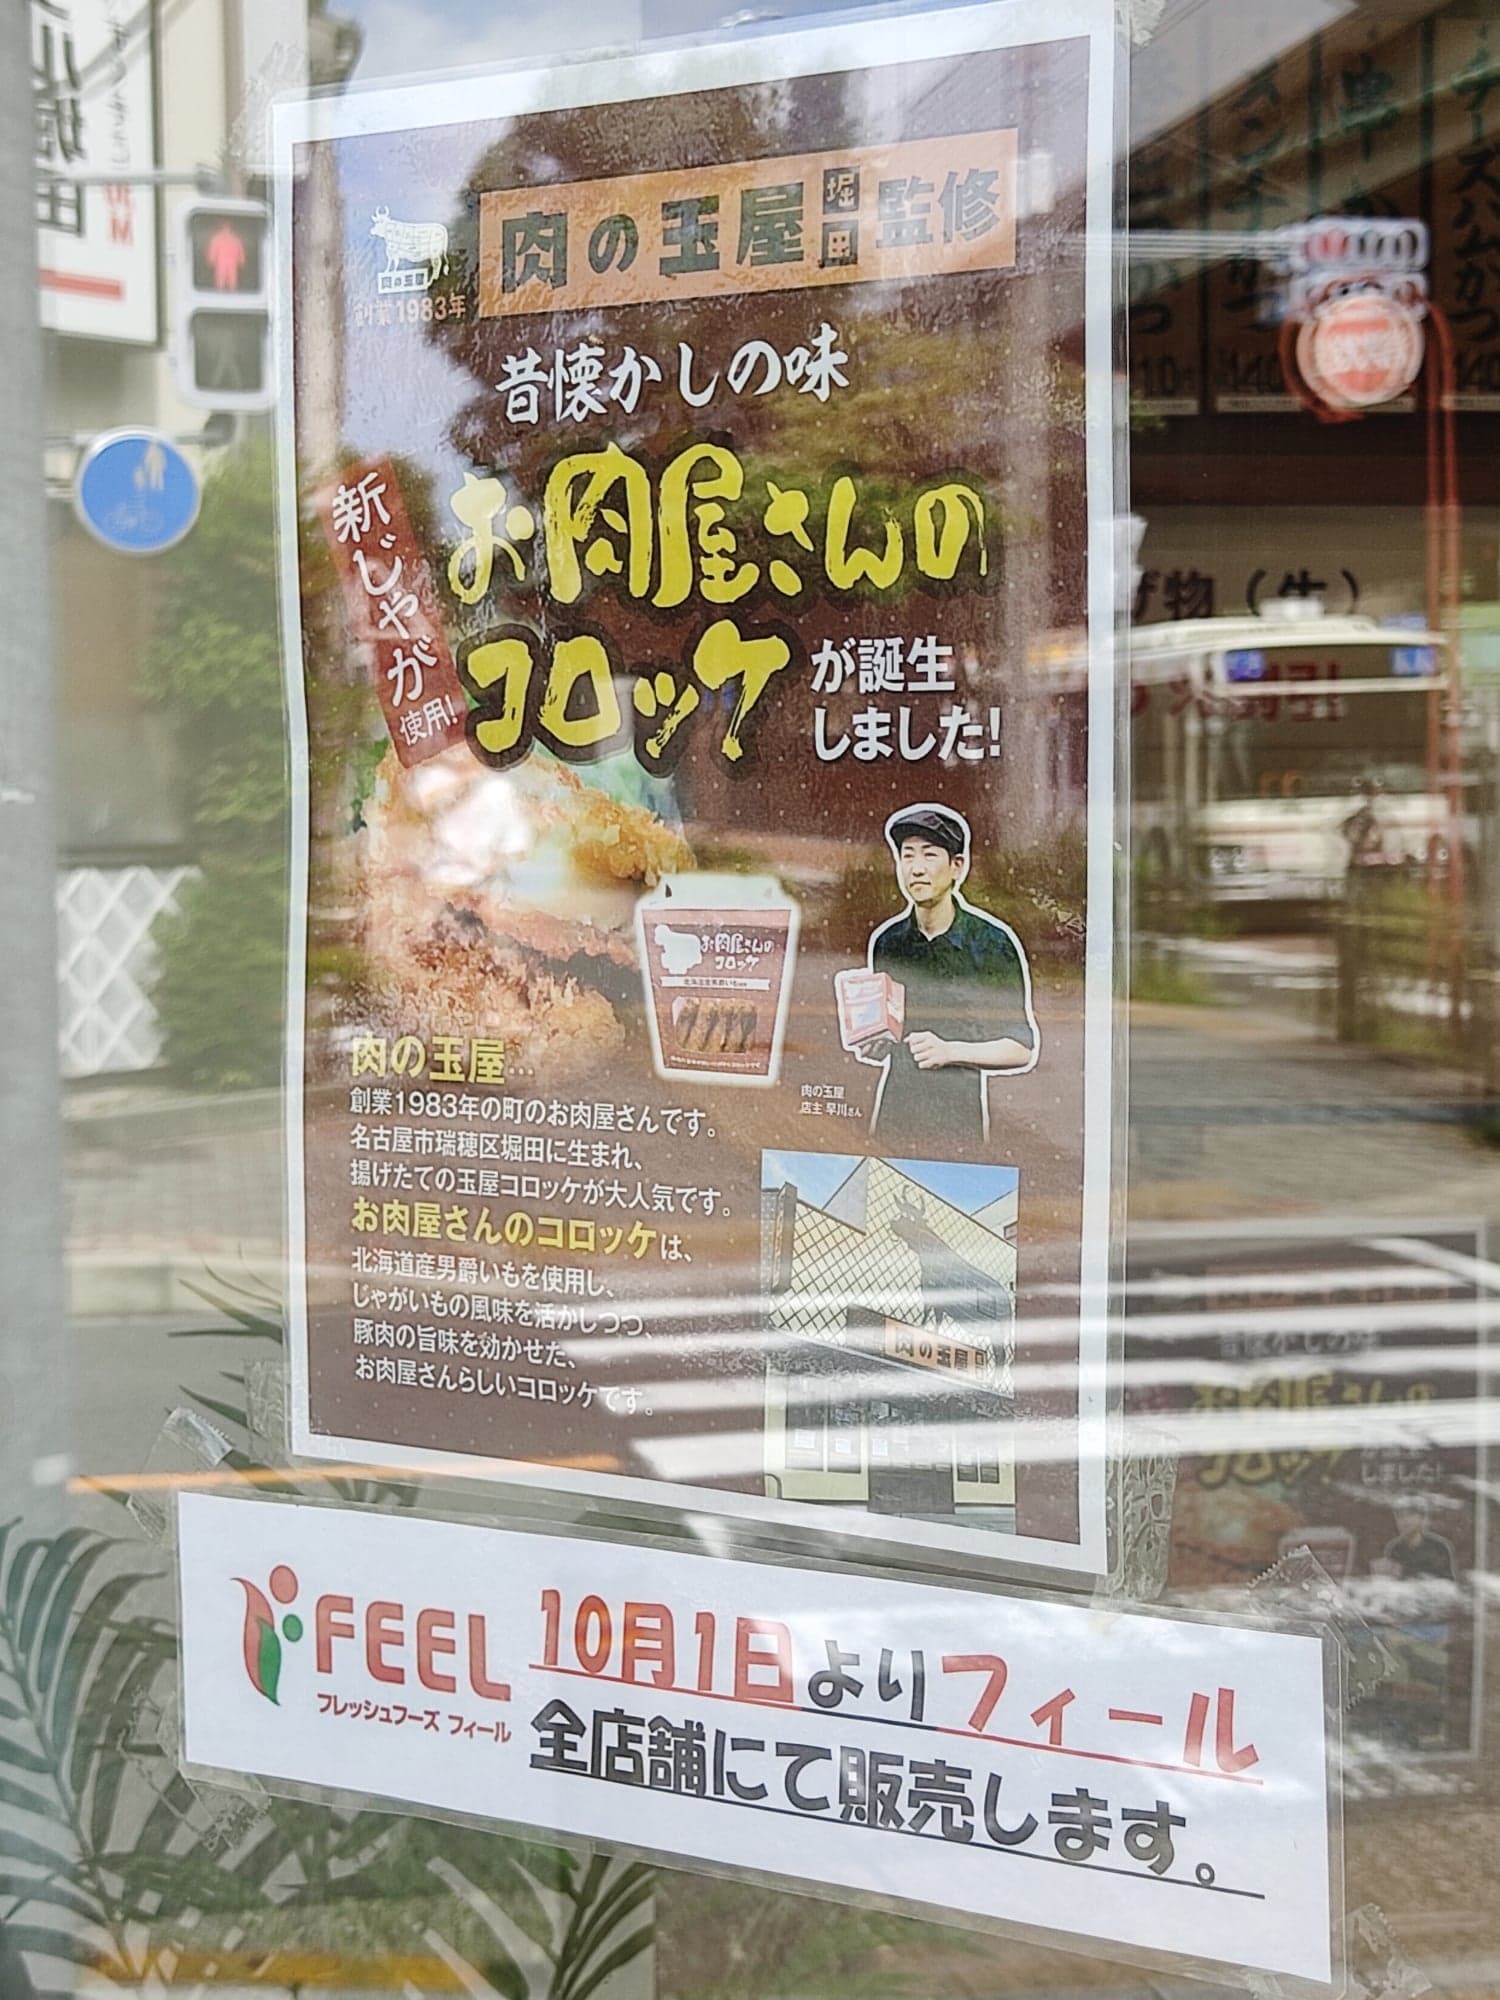 肉の玉屋 堀田 監修
肉の玉屋
創業1983年
昔懐かしの味
新じゃが使用!
お肉屋さんの
コロッケが誕生
しました!
お肉屋さんの
コロッケ
肉の玉屋
店主 早川さん
肉の玉屋…
創業1983年の町のお肉屋さんです。
名古屋市瑞穂区堀田に生まれ、
揚げたての玉屋コロッケが大人気です。
お肉屋さんのコロッケは、
北海道産男爵いもを使用し、
じゃがいもの風味を活かしつつ、
豚肉の旨味を効かせた、
お肉屋さんらしいコロッケです。
肉の玉屋
FEEL
フレッシュフーズ フィール
10月1日よりフィール
全店舗にて販売します。